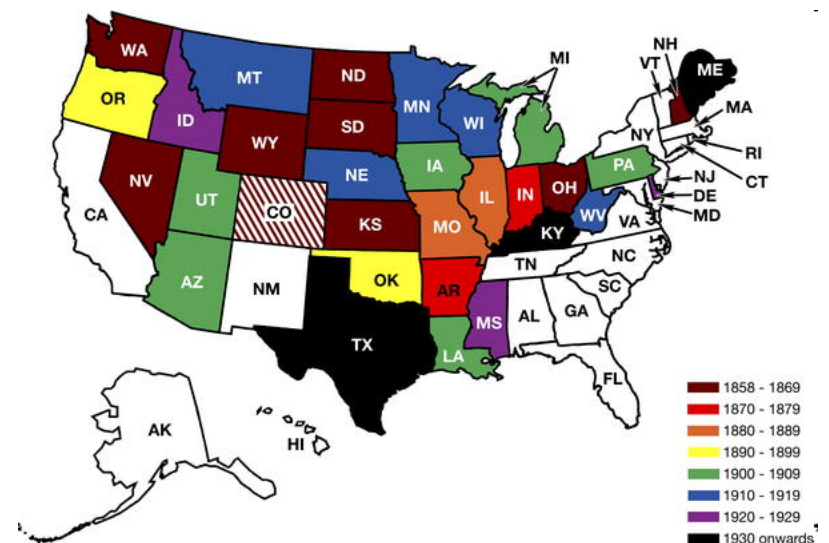 WA
OR
ID
MT
ND
MN
SD
WY
WI
MI
NH
VT
ME
MA
NY
RI
CT
NJ
DE
MD
PA
NV
UT
CO
NE
IA
IL
IN
OH
WV
VA
KY
KS
MO
CA
AZ
NM
OK
AR
TN
NC
SC
TX
LA
MS
AL
GA
FL
AK
HI
1858 - 1869
1870 - 1879
1880 - 1889
1890 - 1899
1900 - 1909
1910 - 1919
1920 - 1929
1930 onwards